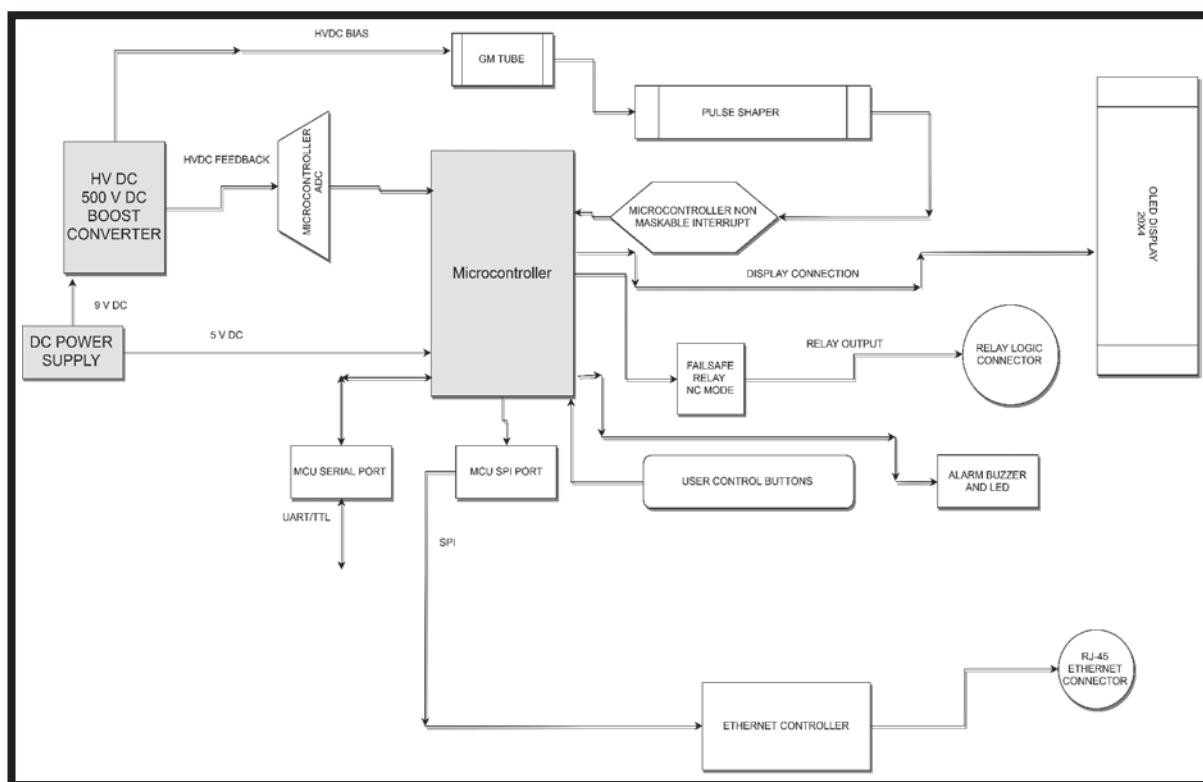 HVDC BIAS
GM TUBE
PULSE SHAPER
HV DC
500 V DC
BOOST
CONVERTER
HVDC FEEDBACK
MICROCONTROLLER
ADC
MICROCONTROLLER NON
MASKABLE INTERRUPT
OLED DISPLAY
20X4
Microcontroller
DISPLAY CONNECTION
9 V DC
DC POWER
SUPPLY
5 V DC
FAILSAFE
RELAY
NC MODE
RELAY OUTPUT
RELAY LOGIC
CONNECTOR
MCU SERIAL PORT
MCU SPI PORT
USER CONTROL BUTTONS
ALARM BUZZER
AND LED
UART/TTL
SPI
ETHERNET CONTROLLER
RJ-45
ETHERNET
CONNECTOR